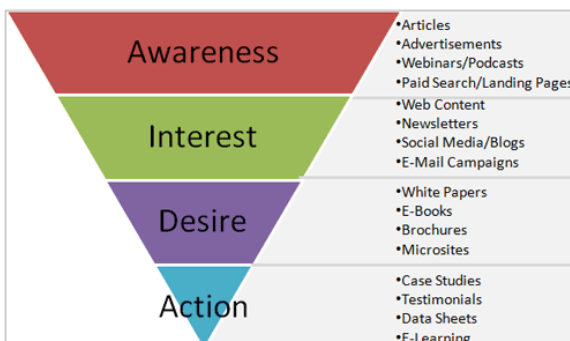 Awareness
•Articles
•Advertisements
•Webinars/Podcasts
•Paid Search/Landing Pages
Interest
•Web Content
•Newsletters
•Social Media/Blogs
•E-Mail Campaigns
Desire
•White Papers
•E-Books
•Brochures
•Microsites
Action
•Case Studies
•Testimonials
•Data Sheets
•E-Learning